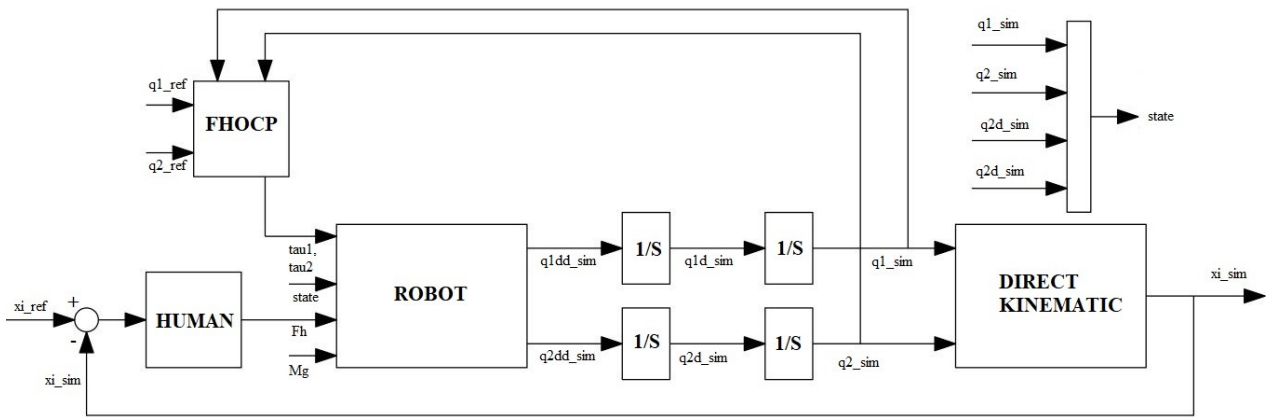 q1_sim
q2_sim
q2d_sim
q2d_sim
state
q1_ref
FHOCP
q2_ref
tau1,
tau2
state
Fh
Mg
ROBOT
q1dd_sim
1/S
q1d_sim
1/S
q1_sim
q2dd_sim
1/S
q2d_sim
1/S
q2_sim
DIRECT
KINEMATIC
xi_sim
xi_ref
+
-
HUMAN
xi_sim